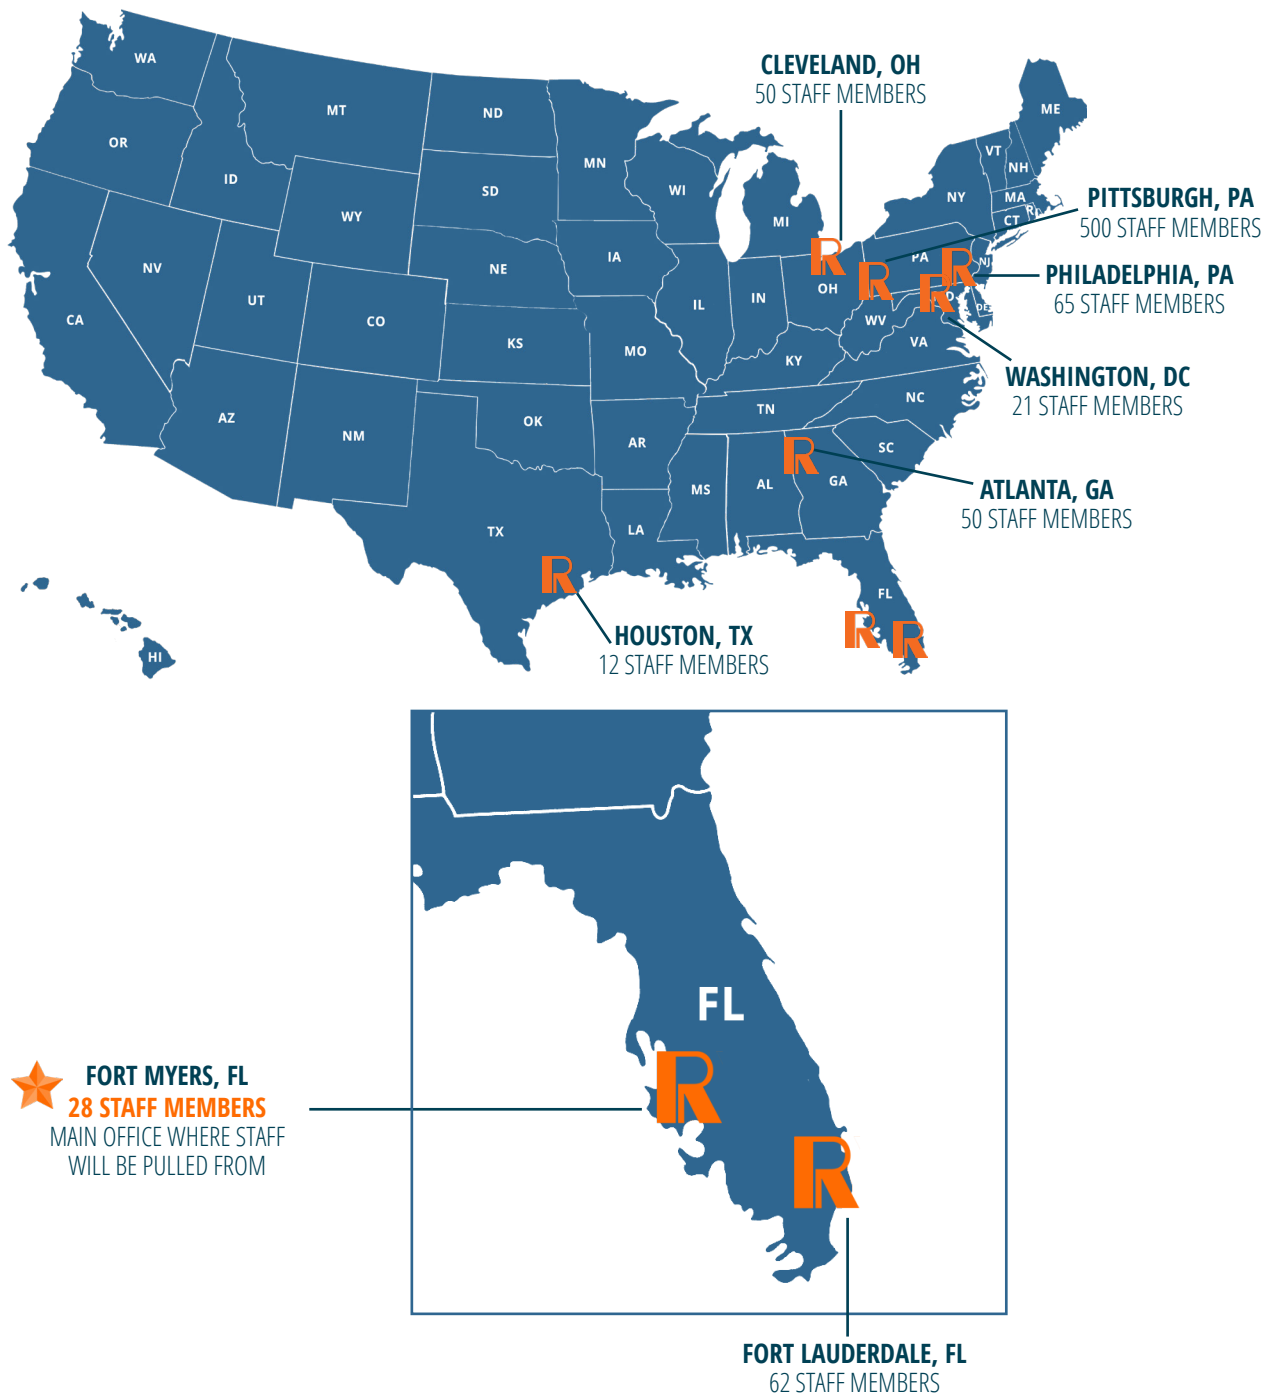 WA
MT
ND
MN
OR
ID
SD
WI
MI
WY
IA
NE
NV
UT
CO
CA
KS
MO
IL
IN
OH
PA
NY
VT
NH
ME
MA
CT
NJ
DE
WV
VA
KY
AZ
NM
OK
AR
TN
NC
SC
MS
AL
GA
TX
LA
FL
HI
CLEVELAND, OH
50 STAFF MEMBERS
PITTSBURGH, PA
500 STAFF MEMBERS
PHILADELPHIA, PA
65 STAFF MEMBERS
WASHINGTON, DC
21 STAFF MEMBERS
ATLANTA, GA
50 STAFF MEMBERS
HOUSTON, TX
12 STAFF MEMBERS
FL
FORT MYERS, FL
28 STAFF MEMBERS
MAIN OFFICE WHERE STAFF
WILL BE PULLED FROM
FORT LAUDERDALE, FL
62 STAFF MEMBERS